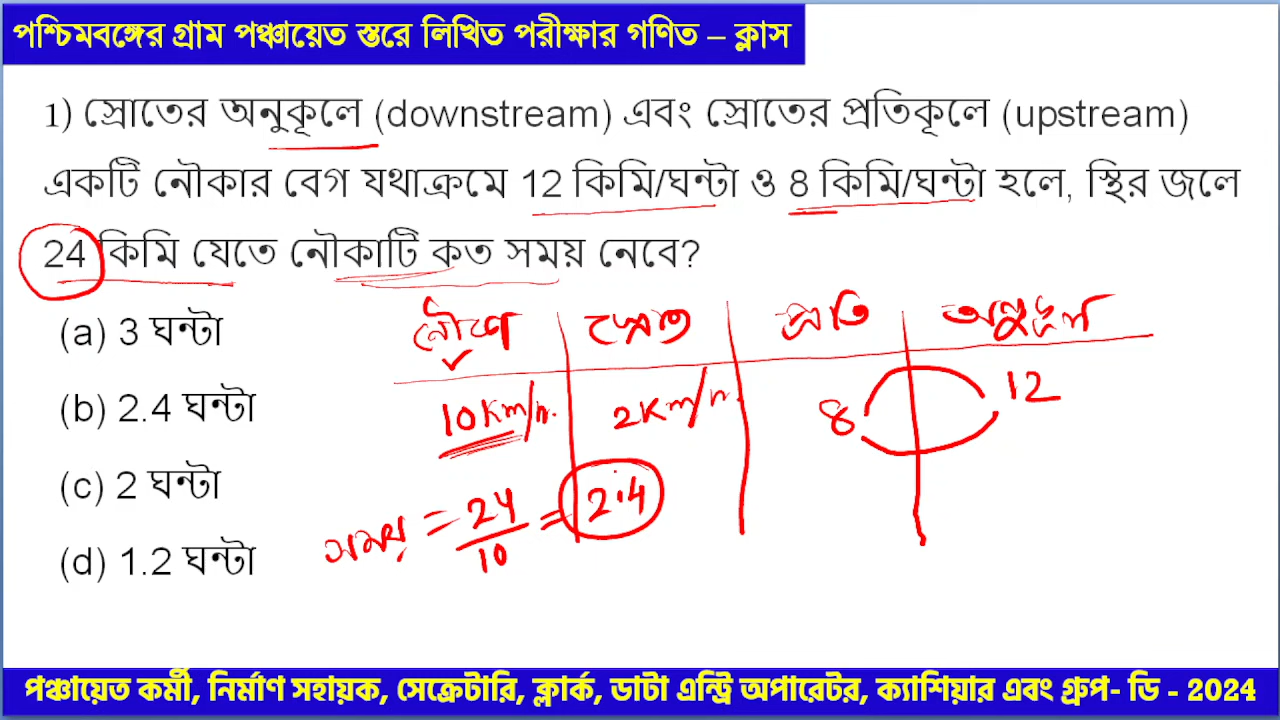 পশ্চিমবঙ্গের গ্রাম পঞ্চায়েত স্তরে লিখিত পরীক্ষার গণিত – ক্লাস
1) স্রোতের অনুকূলে (downstream) এবং স্রোতের প্রতিকূলে (upstream)
একটি নৌকার বেগ যথাক্রমে 12 কিমি/ঘন্টা ও 8 কিমি/ঘন্টা হলে, স্থির জলে
24 কিমি যেতে নৌকাটি কত সময় নেবে?
(a) 3 ঘন্টা
(b) 2.4 ঘন্টা
(c) 2 ঘন্টা
(d) 1.2 ঘন্টা
নৌকা স্রোত প্রতি অনুকূল
10 Km/h. 2 Km/h. 8 12
সময় = 24/10 = 2.4
পঞ্চায়েত কর্মী, নির্মাণ সহায়ক, সেক্রেটারি, ক্লার্ক, ডাটা এন্ট্রি অপারেটর, ক্যাশিয়ার এবং গ্রুপ- ডি - 2024